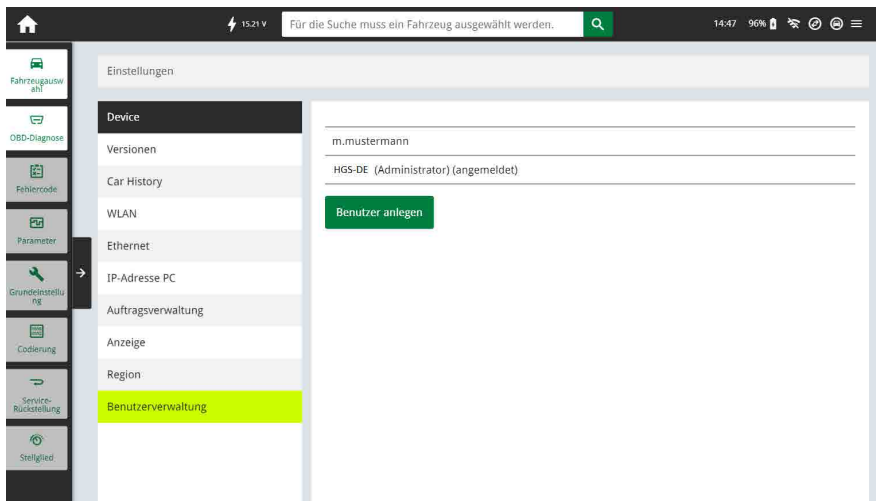 15.21 V
Für die Suche muss ein Fahrzeug ausgewählt werden.
14:47 96%
Fahrzeugausw
ahl
OBD-Diagnose
Fehlercode
Parameter
Grundeinstellu
ng
Codierung
Service-
Rückstellung
Stellglied
Einstellungen
Device
Versionen
Car History
WLAN
Ethernet
IP-Adresse PC
Auftragsverwaltung
Anzeige
Region
Benutzerverwaltung
m.mustermann
HGS-DE (Administrator) (angemeldet)
Benutzer anlegen